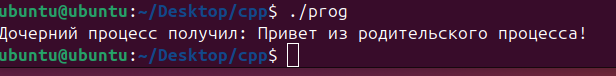 ubuntu@ubuntu:~/Desktop/cpp$ ./prog
Дочерний процесс получил: Привет из родительского процесса!
ubuntu@ubuntu:~/Desktop/cpp$